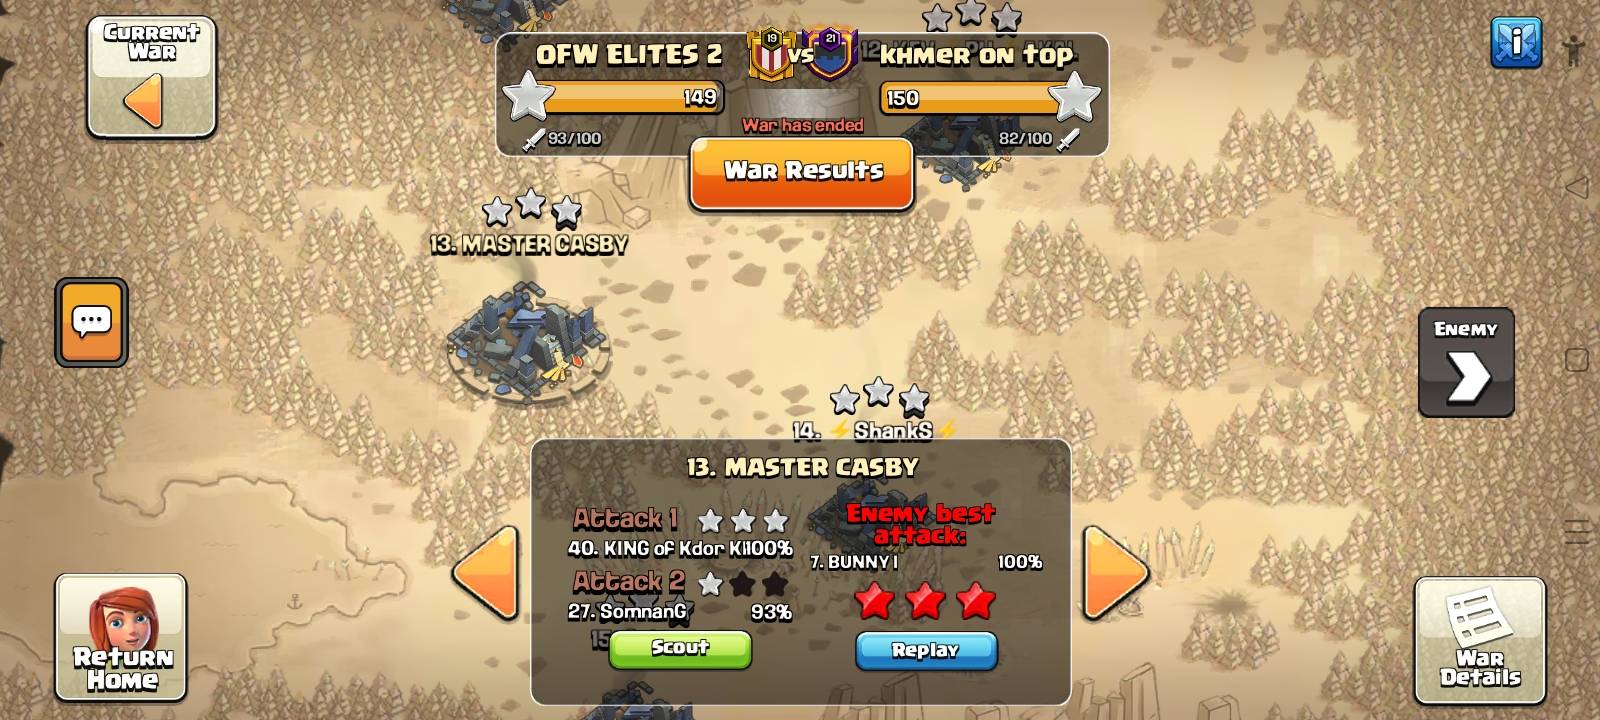 Current
War
OFW ELITES 2
19
VS
21
KHMER ON TOP
149
150
93/100
War has ended
82/100
War Results
13. MASTER CASBY
Enemy
14. ⚡ShankS⚡
13. MASTER CASBY
Attack 1
40. KING of Kdor KI100%
Attack 2
27. SomnanG 93%
Scout
Enemy best
attack:
7. BUNNY I 100%
Replay
15
Return
Home
War
Details